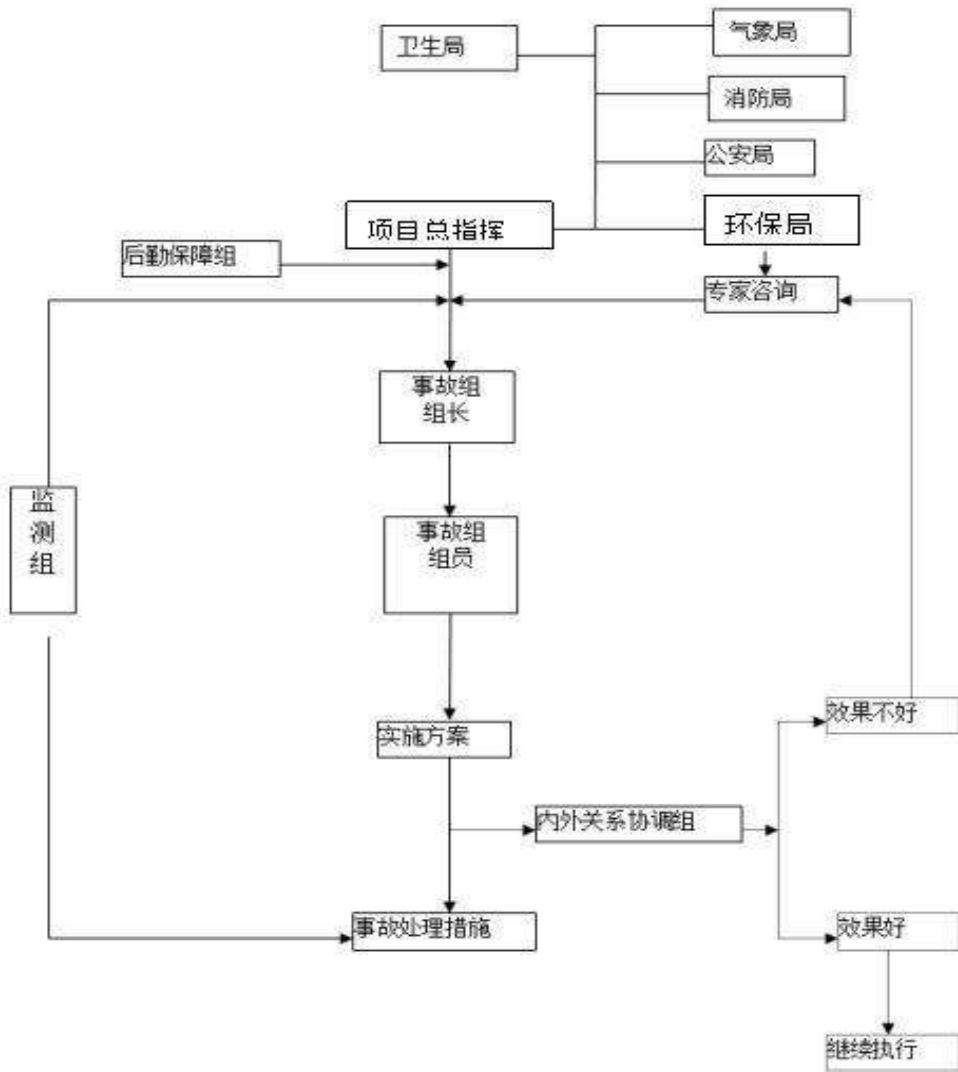 卫生局
气象局
消防局
公安局
项目总指挥
环保局
后勤保障组
专家咨询
事故组
组长
监
测
组
事故组
组员
实施方案
效果不好
内外关系协调组
事故处理措施
效果好
继续执行